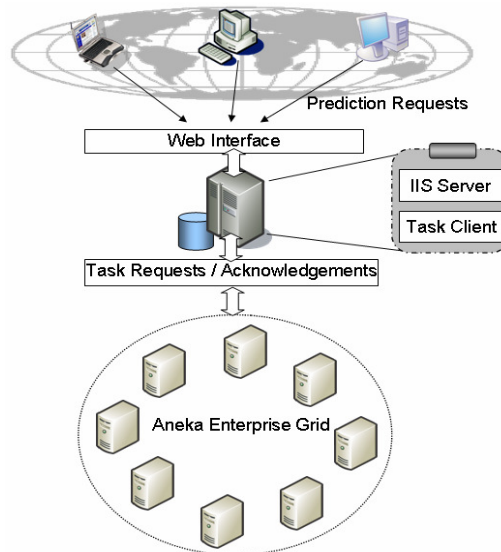 Prediction Requests
Web Interface
IIS Server
Task Client
Task Requests / Acknowledgements
Aneka Enterprise Grid